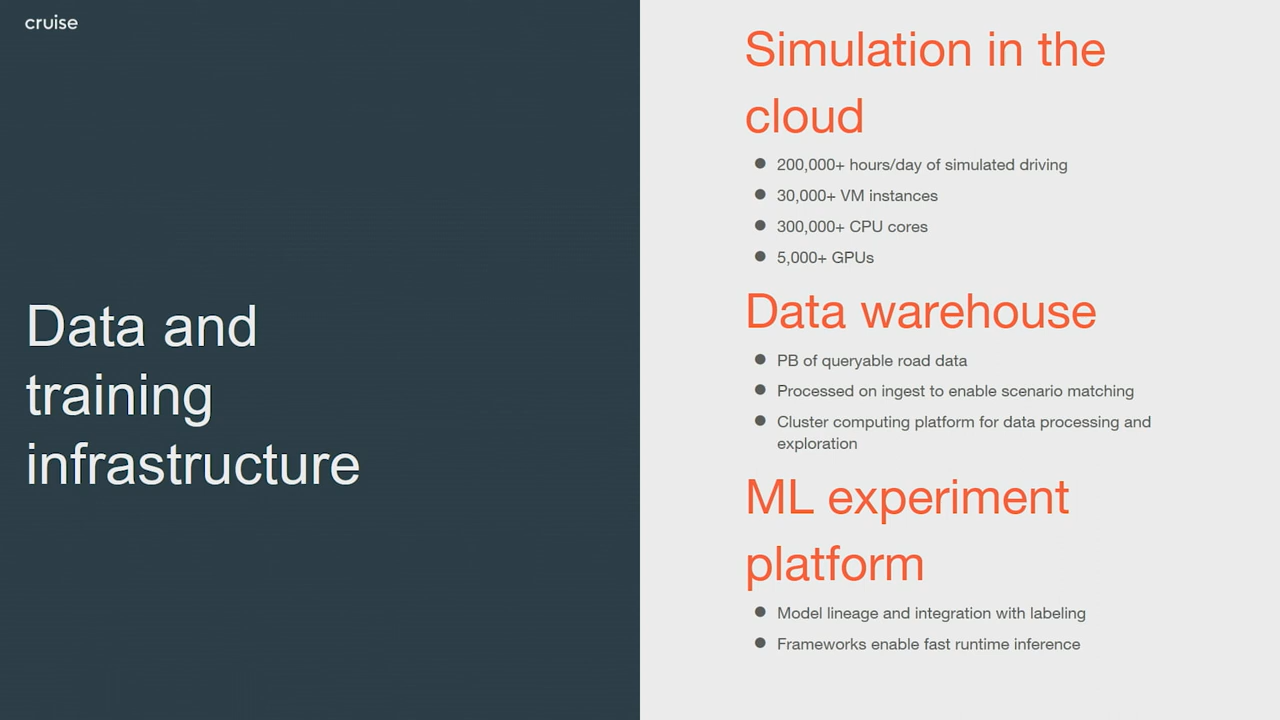 cruise
Data and
training
infrastructure
Simulation in the
cloud
● 200,000+ hours/day of simulated driving
● 30,000+ VM instances
● 300,000+ CPU cores
● 5,000+ GPUs
Data warehouse
● PB of queryable road data
● Processed on ingest to enable scenario matching
● Cluster computing platform for data processing and
exploration
ML experiment
platform
● Model lineage and integration with labeling
● Frameworks enable fast runtime inference